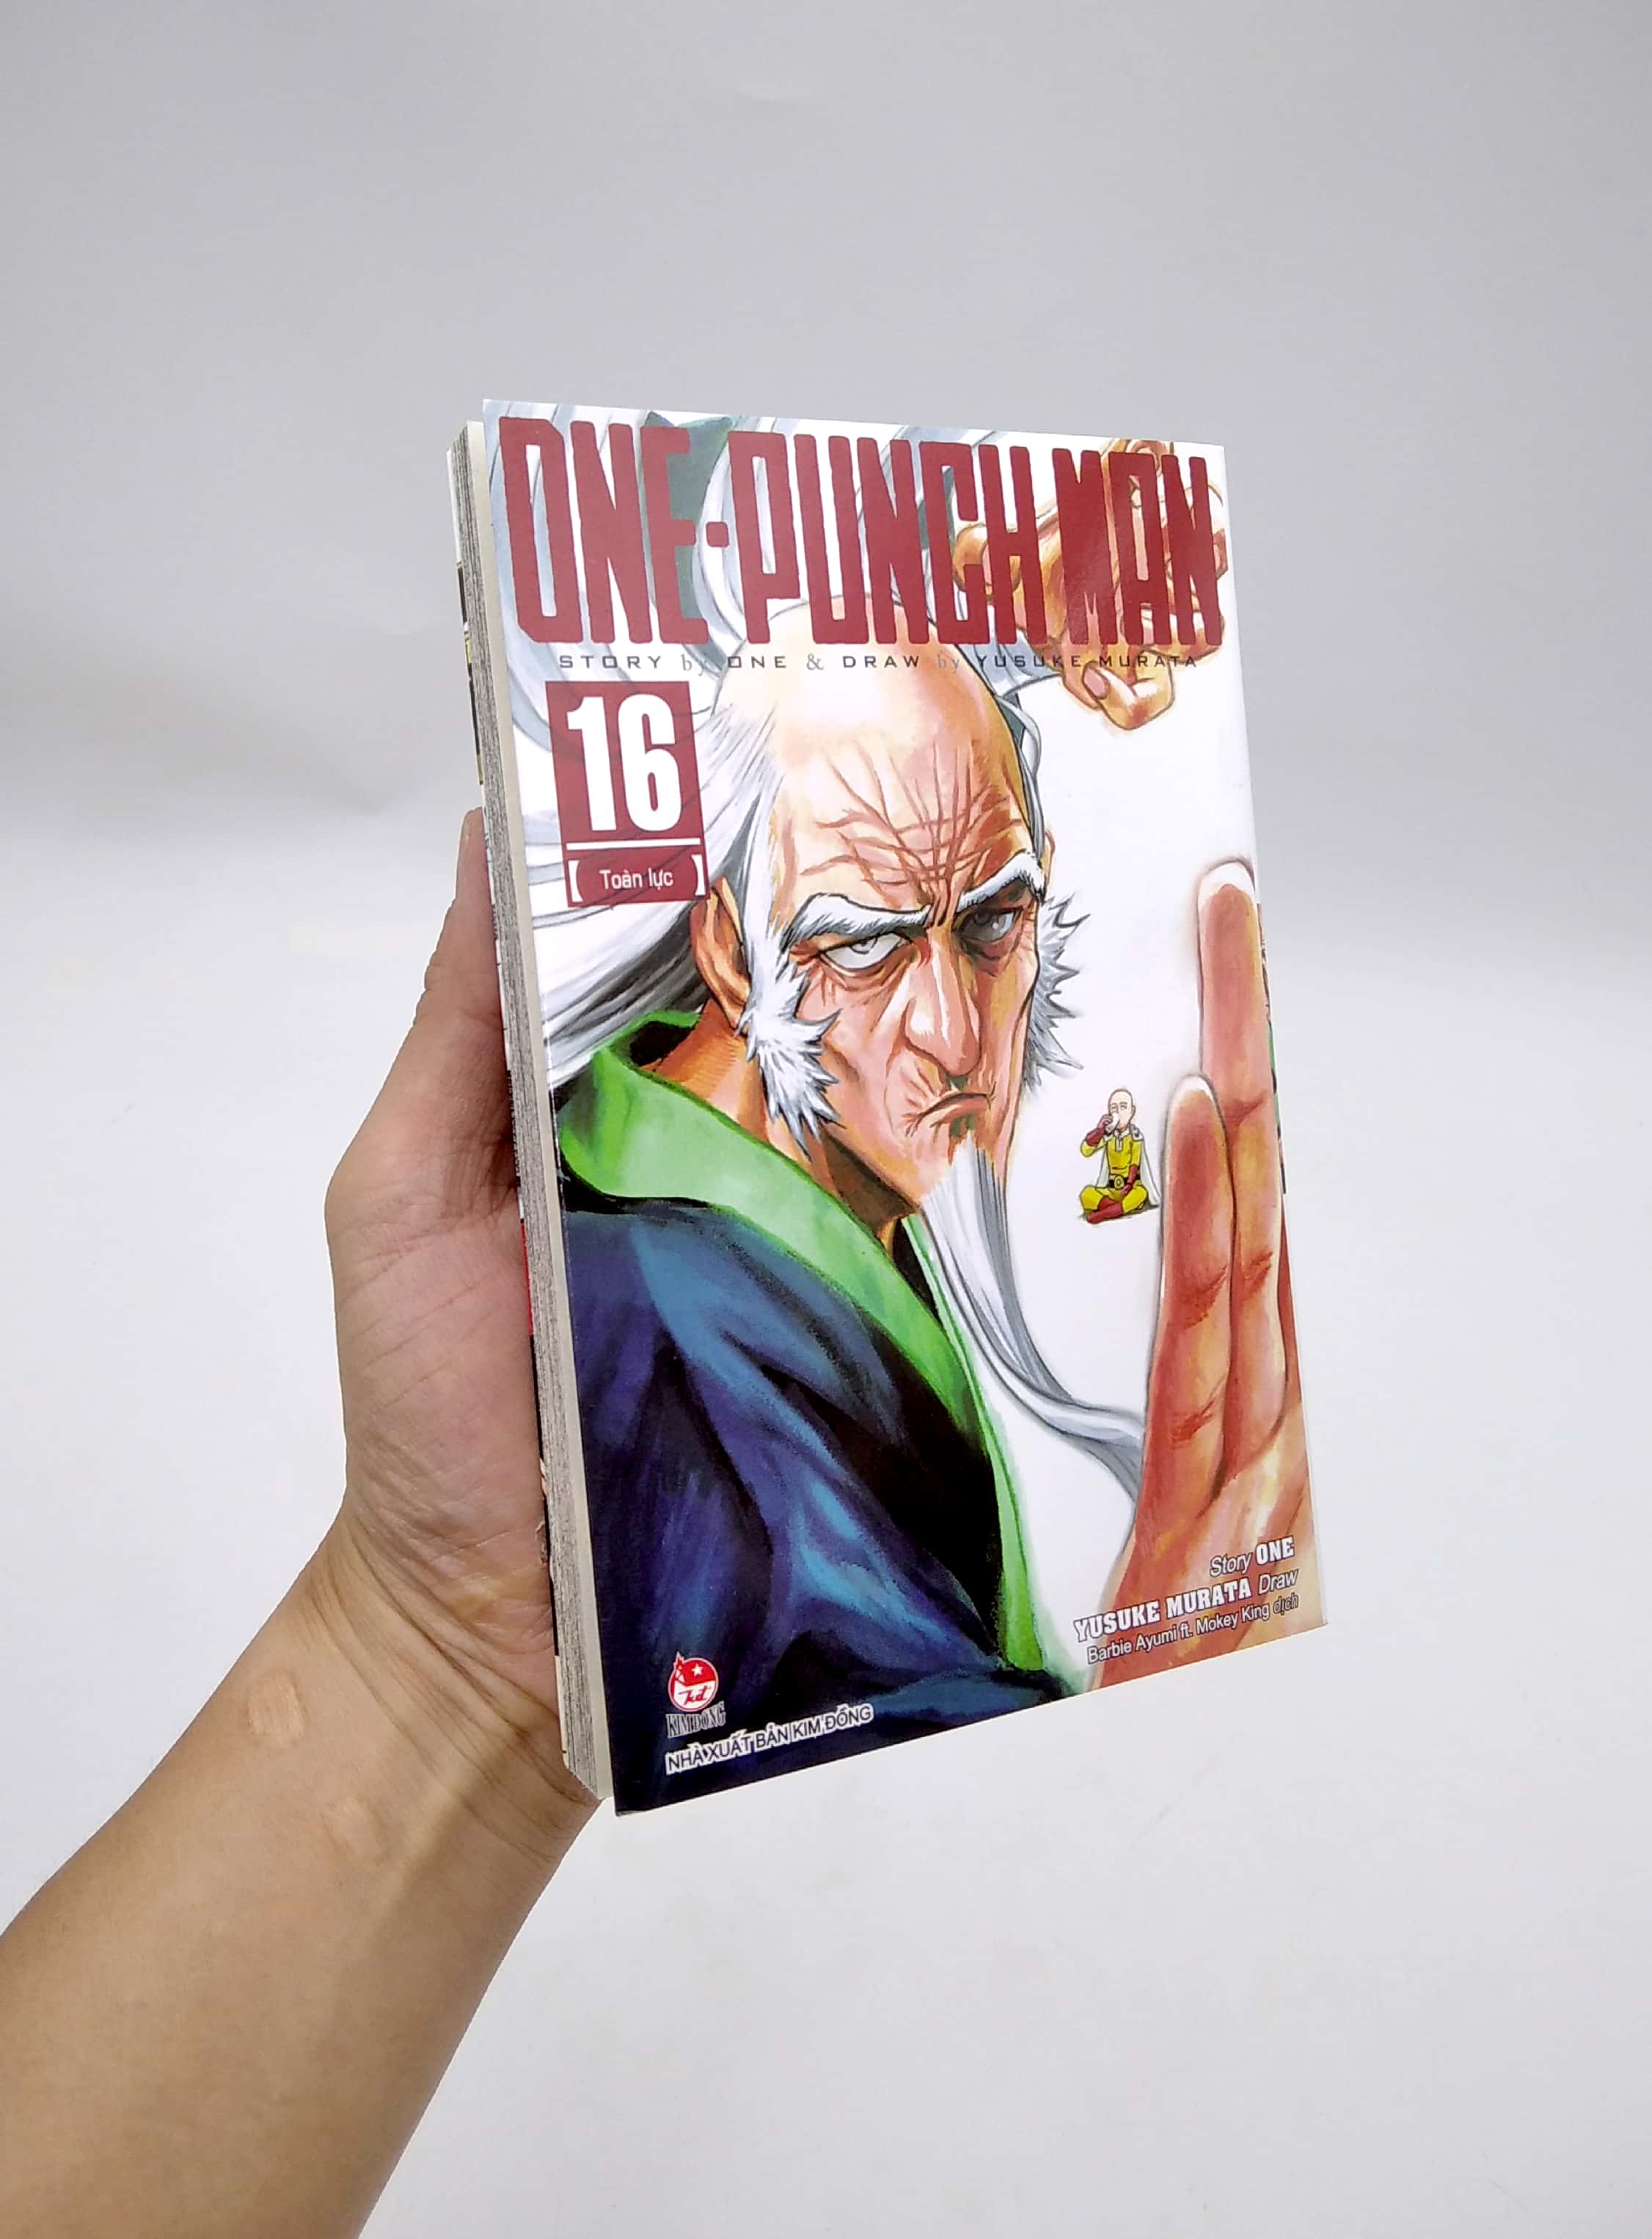 ONE-PUNCH MAN
STORY by ONE & DRAW by YUSUKE MURATA
16
【 Toàn lực 】
Story ONE
YUSUKE MURATA Draw
Barbie Ayumi ft. Mokey King dịch
kđ
KIM ĐỒNG
NHÀ XUẤT BẢN KIM ĐỒNG